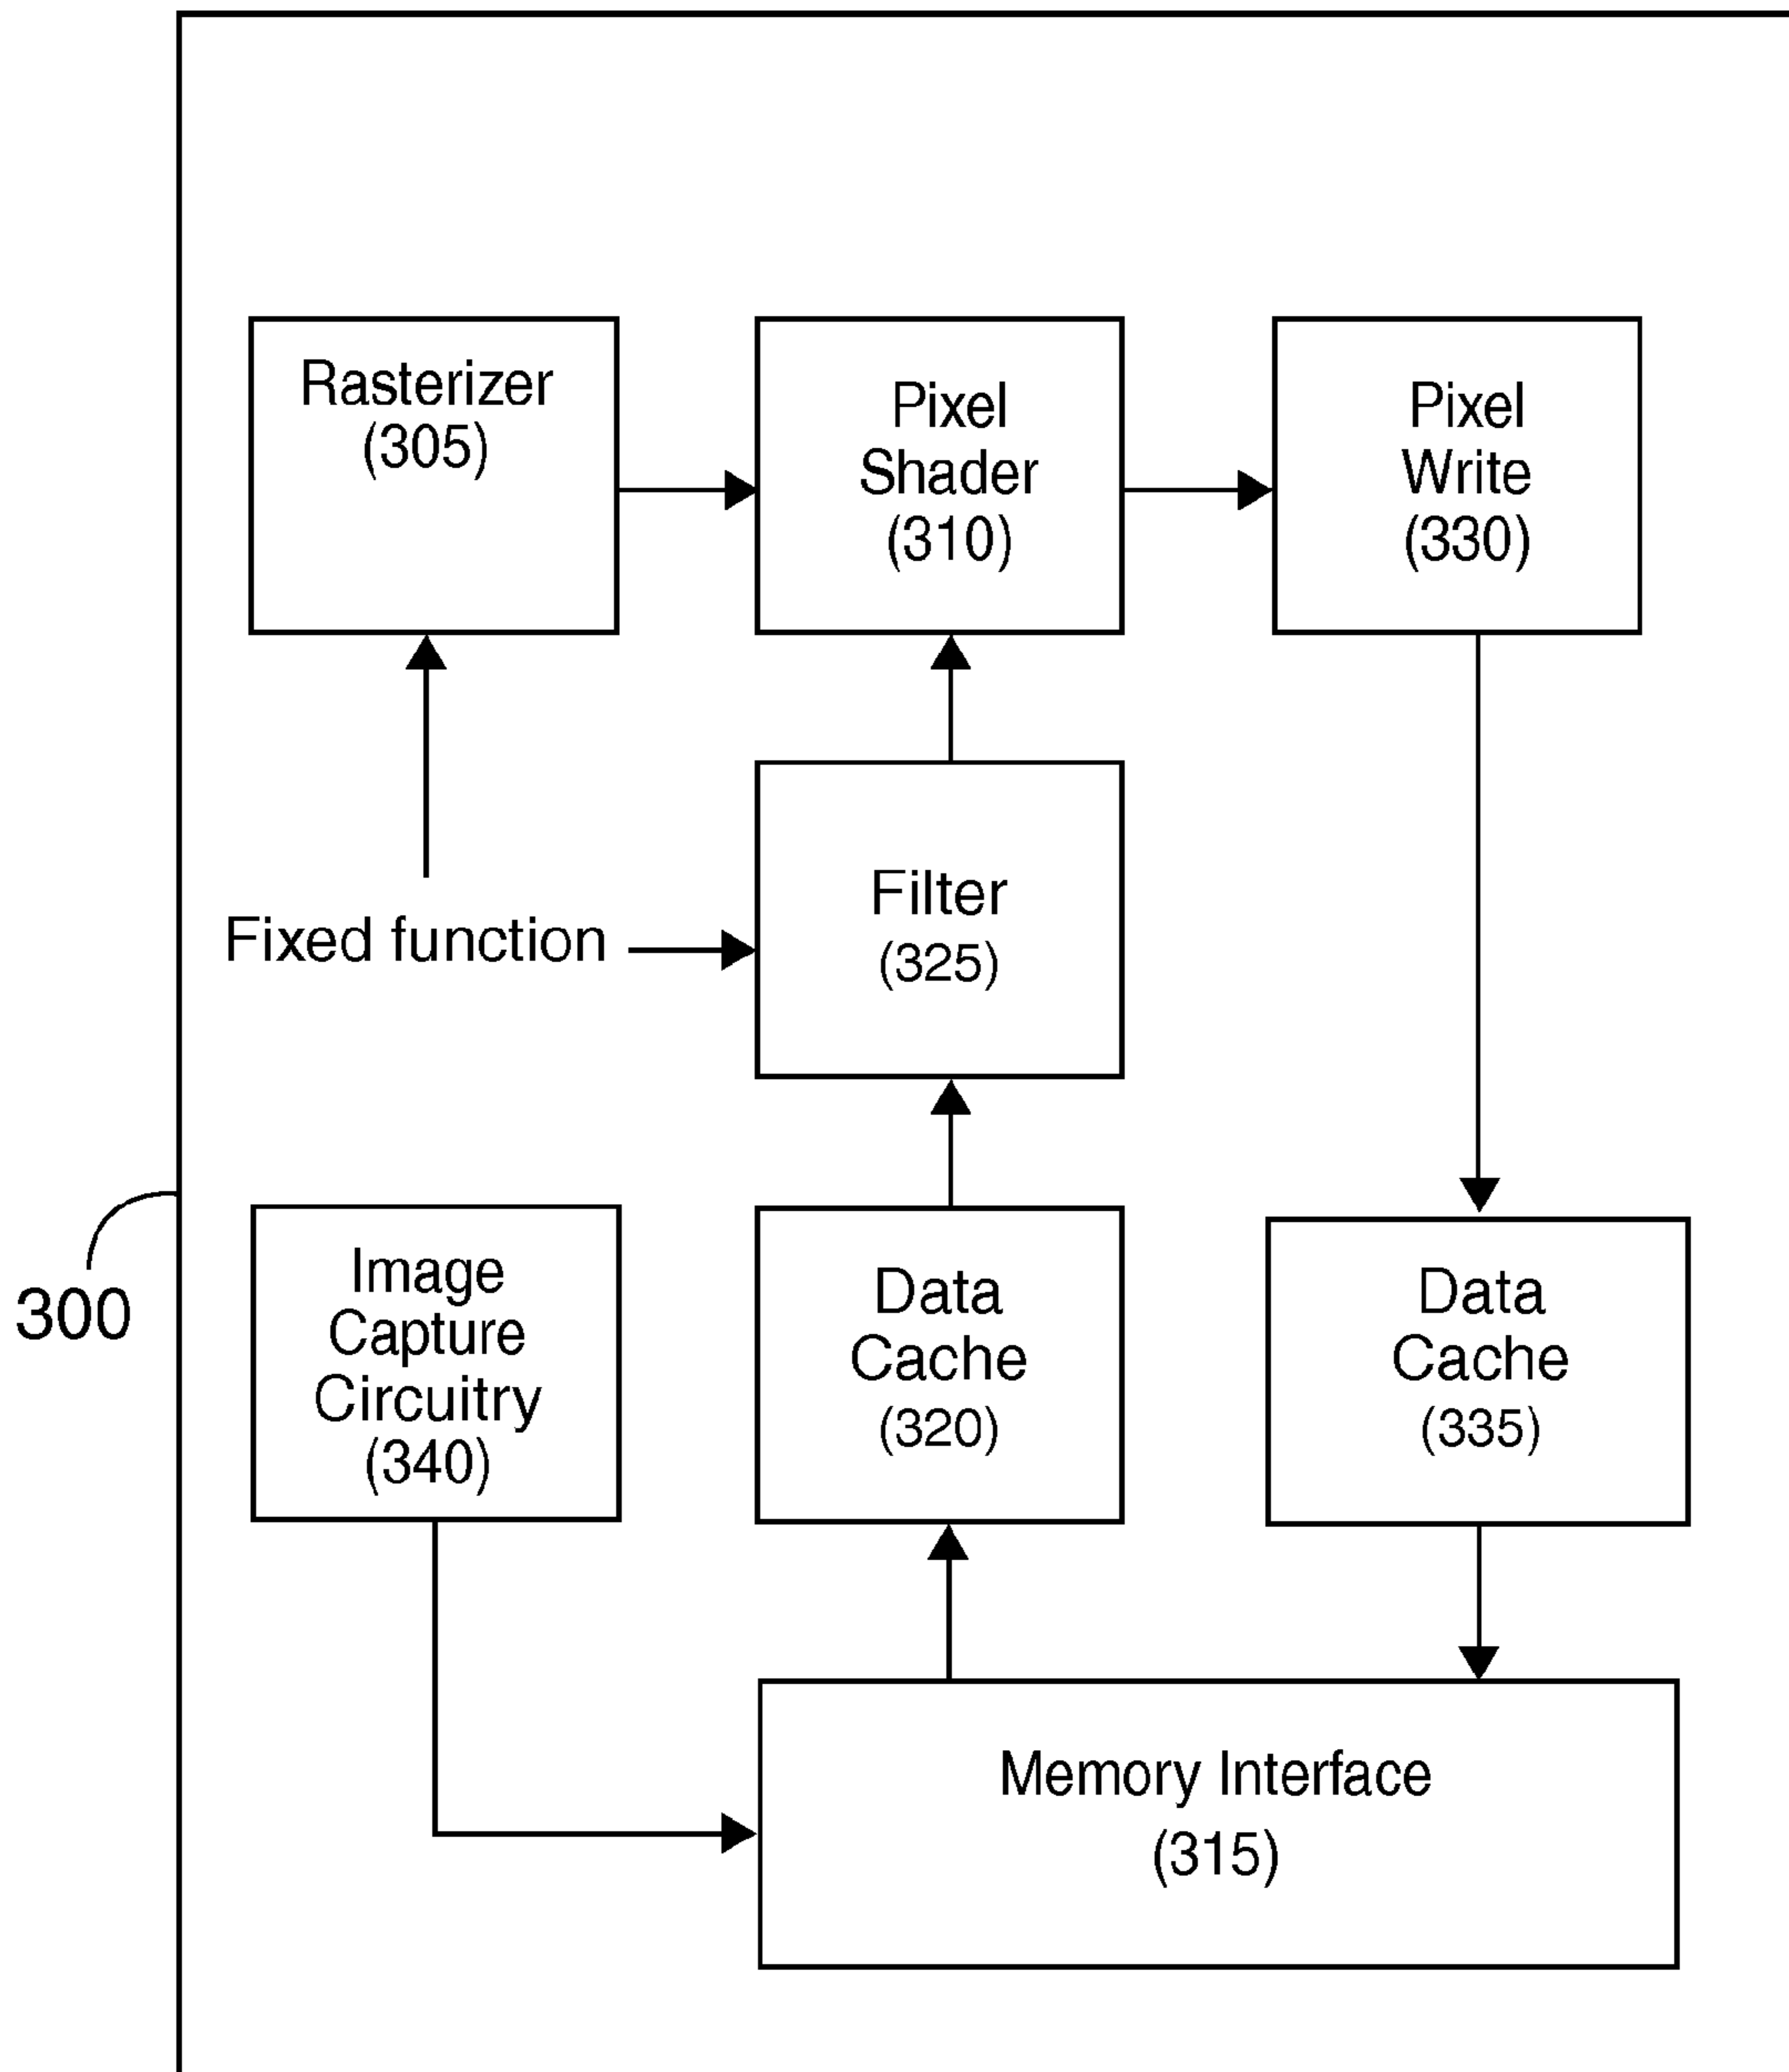 Rasterizer
(305)
Pixel
Shader
(310)
Pixel
Write
(330)
Fixed function
Filter
(325)
300
Image
Capture
Circuitry
(340)
Data
Cache
(320)
Data
Cache
(335)
Memory Interface
(315)